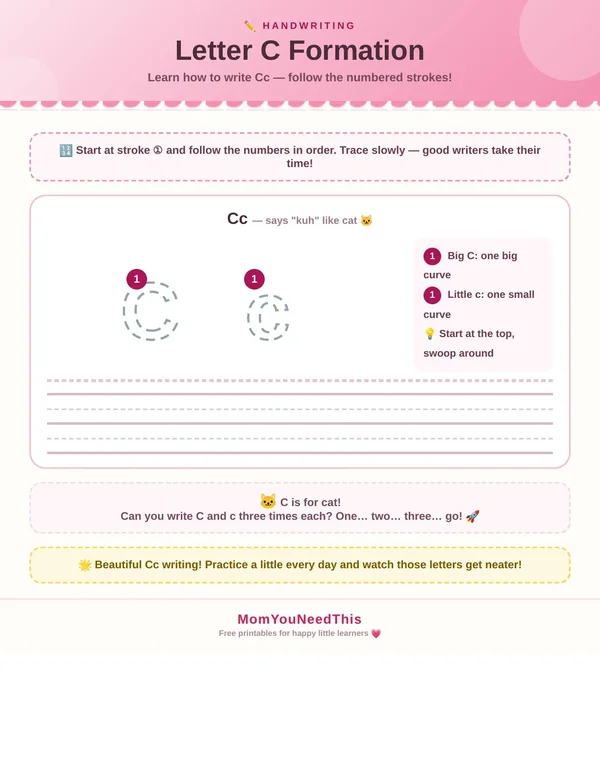 ✏️ HANDWRITING
Letter C Formation
Learn how to write Cc — follow the numbered strokes!
🔢 Start at stroke ① and follow the numbers in order. Trace slowly — good writers take their
time!
Cc — says "kuh" like cat 🐱
1 1
C C
1 Big C: one big
curve
1 Little c: one small
curve
💡 Start at the top,
swoop around
🐱 C is for cat!
Can you write C and c three times each? One… two… three… go! 🚀
🌟 Beautiful Cc writing! Practice a little every day and watch those letters get neater!
MomYouNeedThis
Free printables for happy little learners 💗